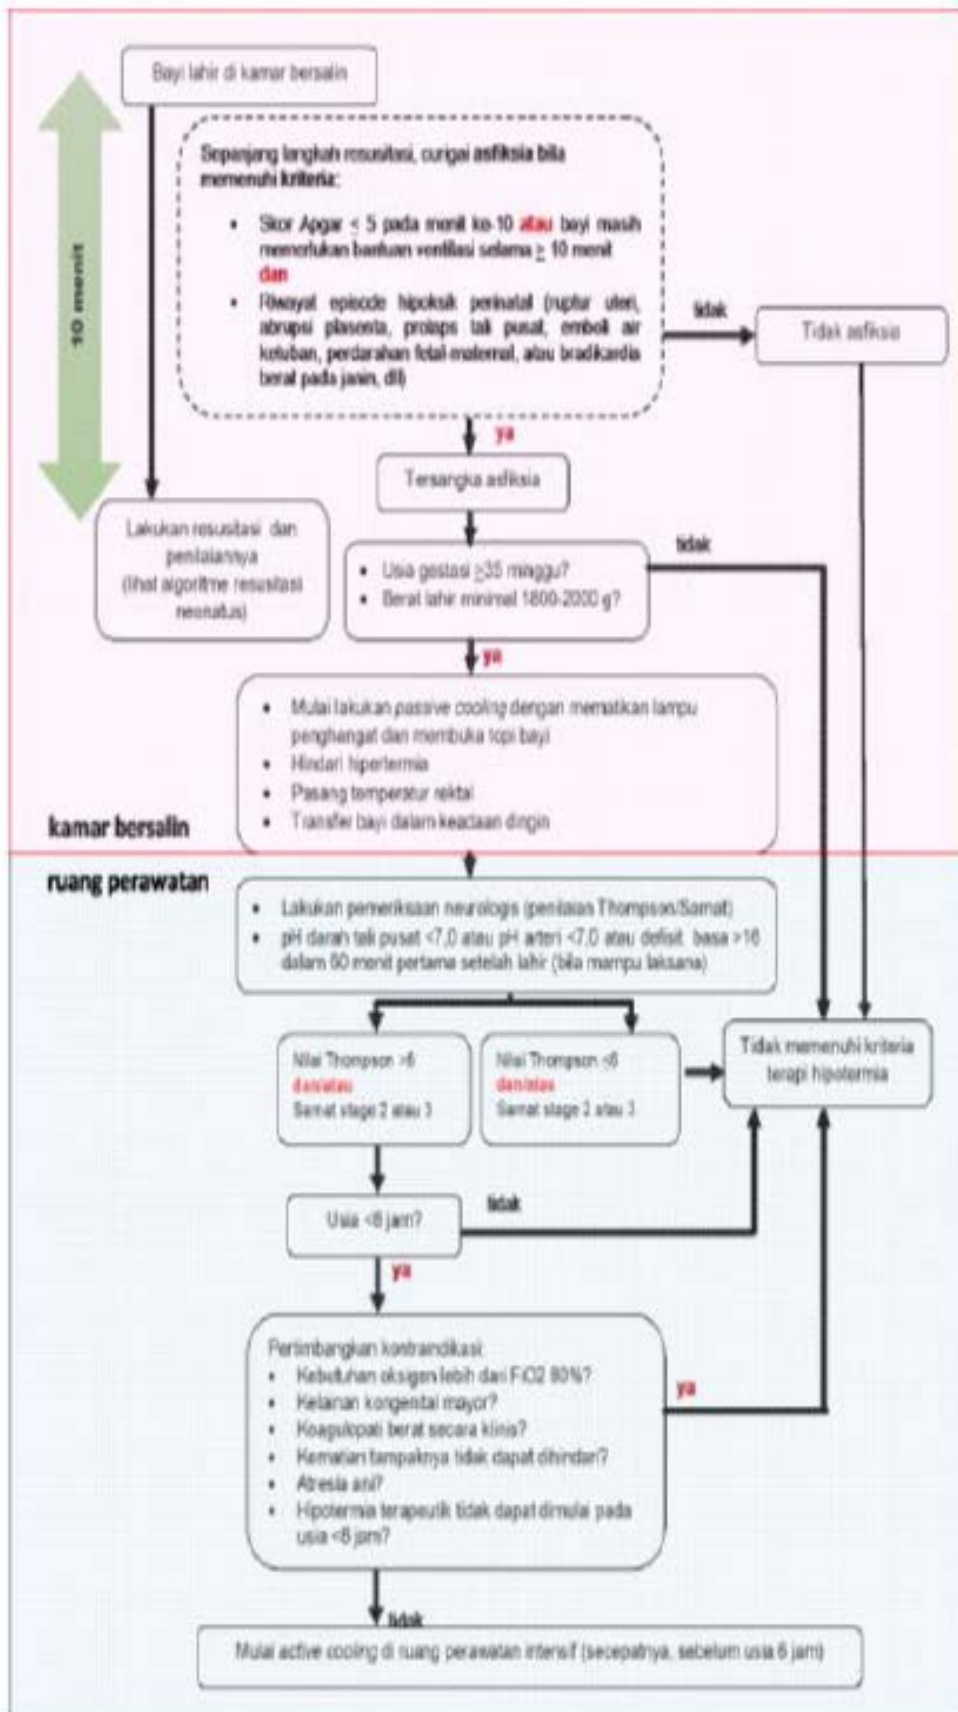 Bayi lahir di kamar bersalin
10 menit
Sepanjang langkah resusitasi, curigai asfiksia bila
memenuhi kriteria:
• Skor Apgar ≤ 5 pada menit ke-10 atau bayi masih
memerlukan bantuan ventilasi selama ≥ 10 menit
dan
• Riwayat episode hipoksik perinatal (ruptur uteri,
abrupsi plasenta, prolaps tali pusat, emboli air
ketuban, perdarahan fetal-maternal, atau bradikardia
berat pada janin, dll)
tidak
Tidak asfiksia
ya
Tersangka asfiksia
Lakukan resusitasi dan
penilaiannya
(lihat algoritme resusitasi
neonatus)
• Usia gestasi ≥35 minggu?
• Berat lahir minimal 1800-2000 g?
tidak
ya
• Mulai lakukan passive cooling dengan mematikan lampu
penghangat dan membuka topi bayi
• Hindari hipertermia
• Pasang temperatur rektal
• Transfer bayi dalam keadaan dingin
kamar bersalin
ruang perawatan
• Lakukan pemeriksaan neurologis (penilaian Thompson/Sarnat)
• pH darah tali pusat <7,0 atau pH arteri <7,0 atau defisit basa >16
dalam 60 menit pertama setelah lahir (bila mampu laksana)
Nilai Thompson >6
dan/atau
Sarnat stage 2 atau 3
Nilai Thompson ≤6
dan/atau
Sarnat stage 2 atau 3
Tidak memenuhi kriteria
terapi hipotermia
Usia <6 jam?
tidak
ya
Pertimbangkan kontraindikasi:
• Kebutuhan oksigen lebih dari FiO2 80%?
• Kelainan kongenital mayor?
• Koagulopati berat secara klinis?
• Kematian tampaknya tidak dapat dihindari?
• Atresia ani?
• Hipotermia terapeutik tidak dapat dimulai pada
usia <6 jam?
ya
tidak
Mulai active cooling di ruang perawatan intensif (secepatnya, sebelum usia 6 jam)